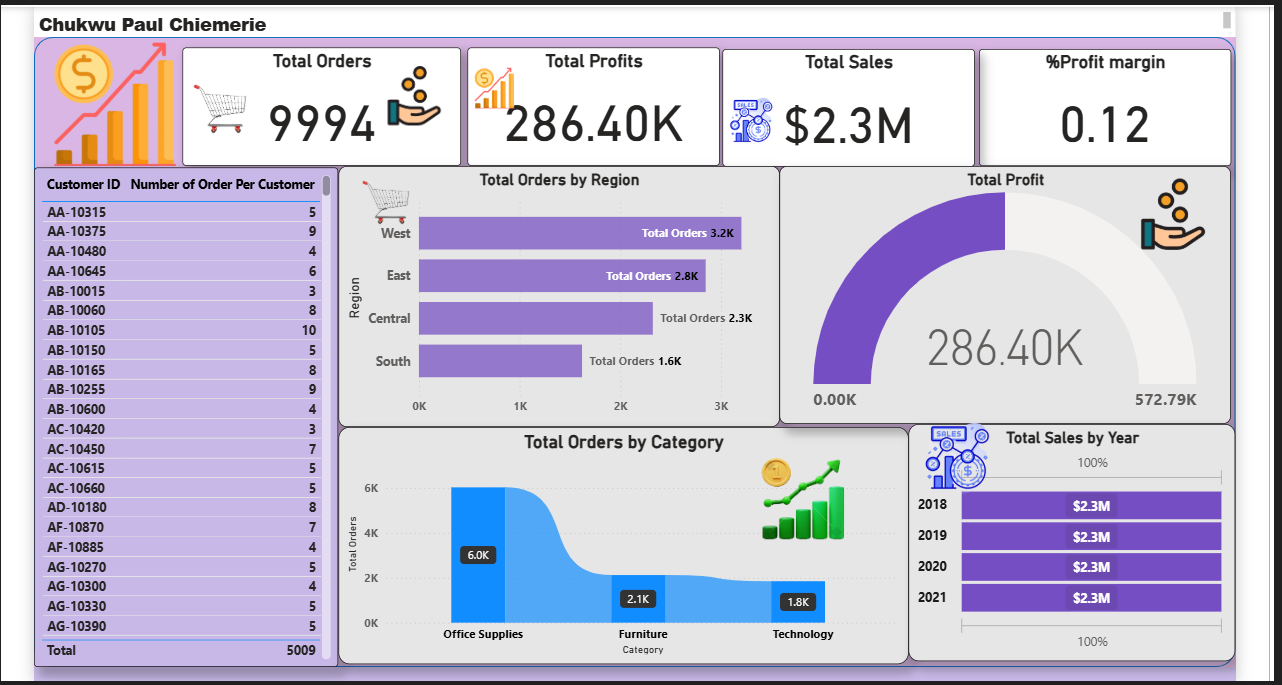 Chukwu Paul Chiemerie
Total Orders
9994
Total Profits
286.40K
Total Sales
$2.3M
%Profit margin
0.12
Customer ID Number of Order Per Customer
AA-10315 5
AA-10375 9
AA-10480 4
AA-10645 6
AB-10015 3
AB-10060 8
AB-10105 10
AB-10150 5
AB-10165 8
AB-10255 9
AB-10600 4
AC-10420 3
AC-10450 7
AC-10615 5
AC-10660 5
AD-10180 8
AF-10870 7
AF-10885 4
AG-10270 5
AG-10300 4
AG-10330 5
AG-10390 5
Total 5009
Total Orders by Region
Region
West Total Orders 3.2K
East Total Orders 2.8K
Central Total Orders 2.3K
South Total Orders 1.6K
0K 1K 2K 3K
Total Profit
286.40K
0.00K 572.79K
Total Orders by Category
Total Orders
6K
4K
2K
0K
6.0K
2.1K
1.8K
Office Supplies Furniture Technology
Category
SALES
Total Sales by Year
100%
2018 $2.3M
2019 $2.3M
2020 $2.3M
2021 $2.3M
100%